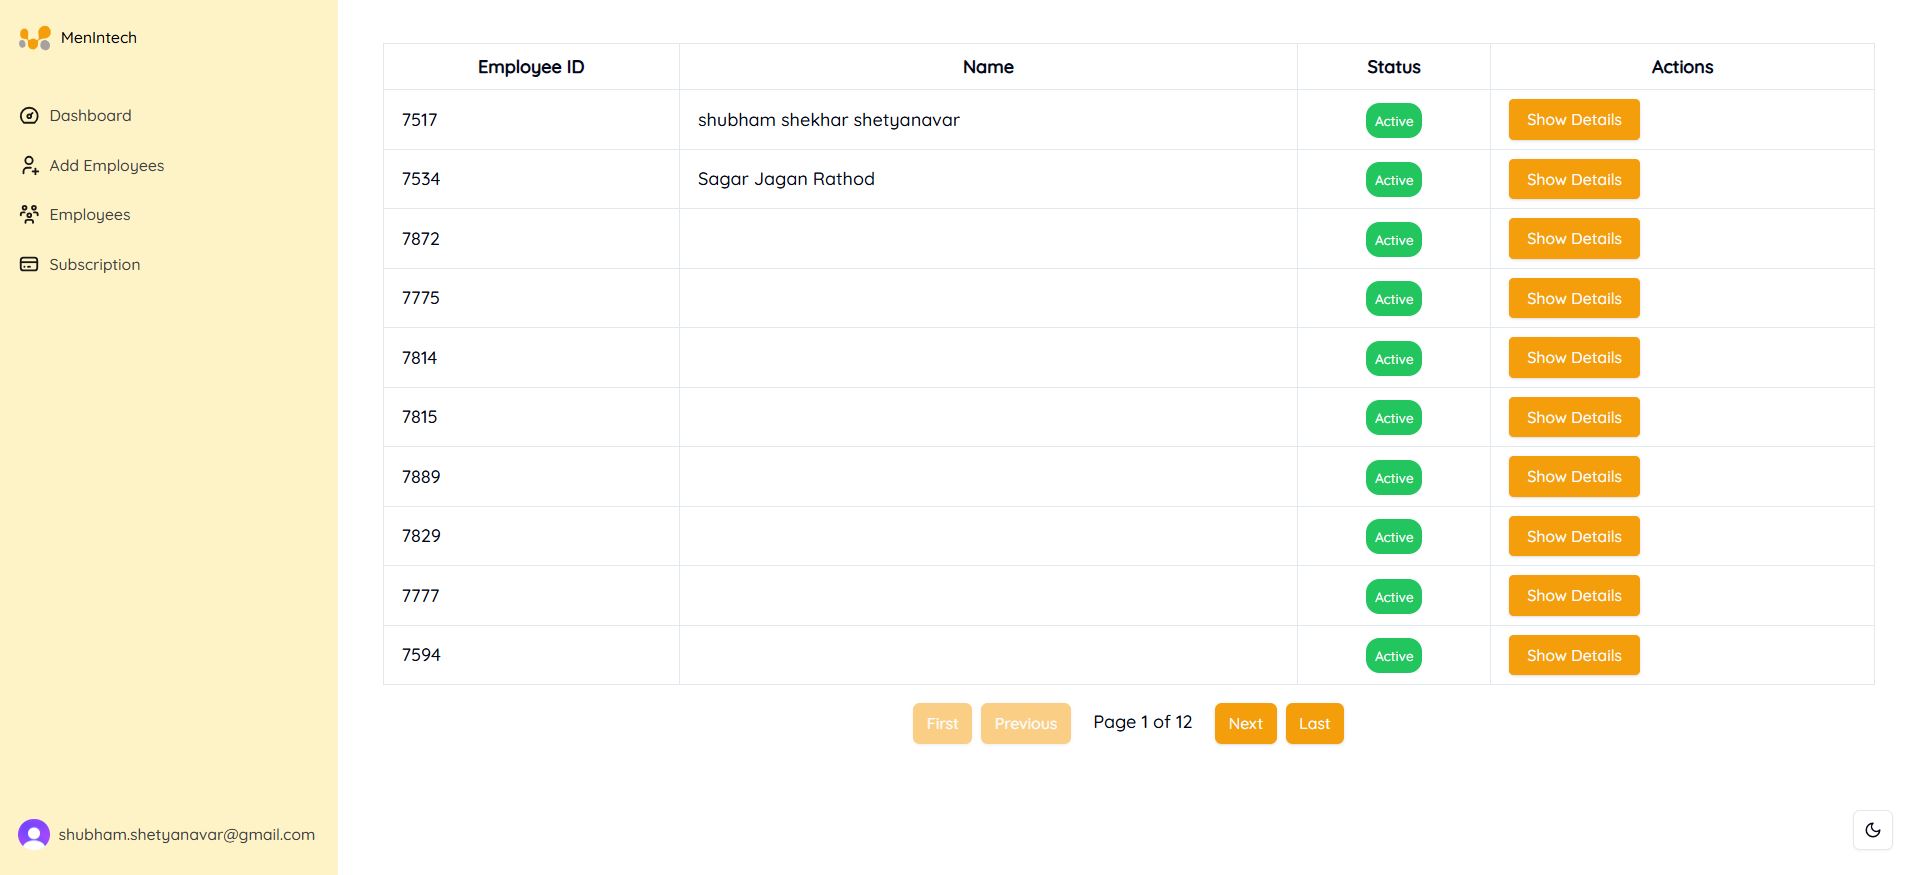 MenIntech
Dashboard
Add Employees
Employees
Subscription
shubham.shetyanavar@gmail.com
Employee ID Name Status Actions
7517 shubham shekhar shetyanavar Active Show Details
7534 Sagar Jagan Rathod Active Show Details
7872 Active Show Details
7775 Active Show Details
7814 Active Show Details
7815 Active Show Details
7889 Active Show Details
7829 Active Show Details
7777 Active Show Details
7594 Active Show Details
First Previous Page 1 of 12 Next Last